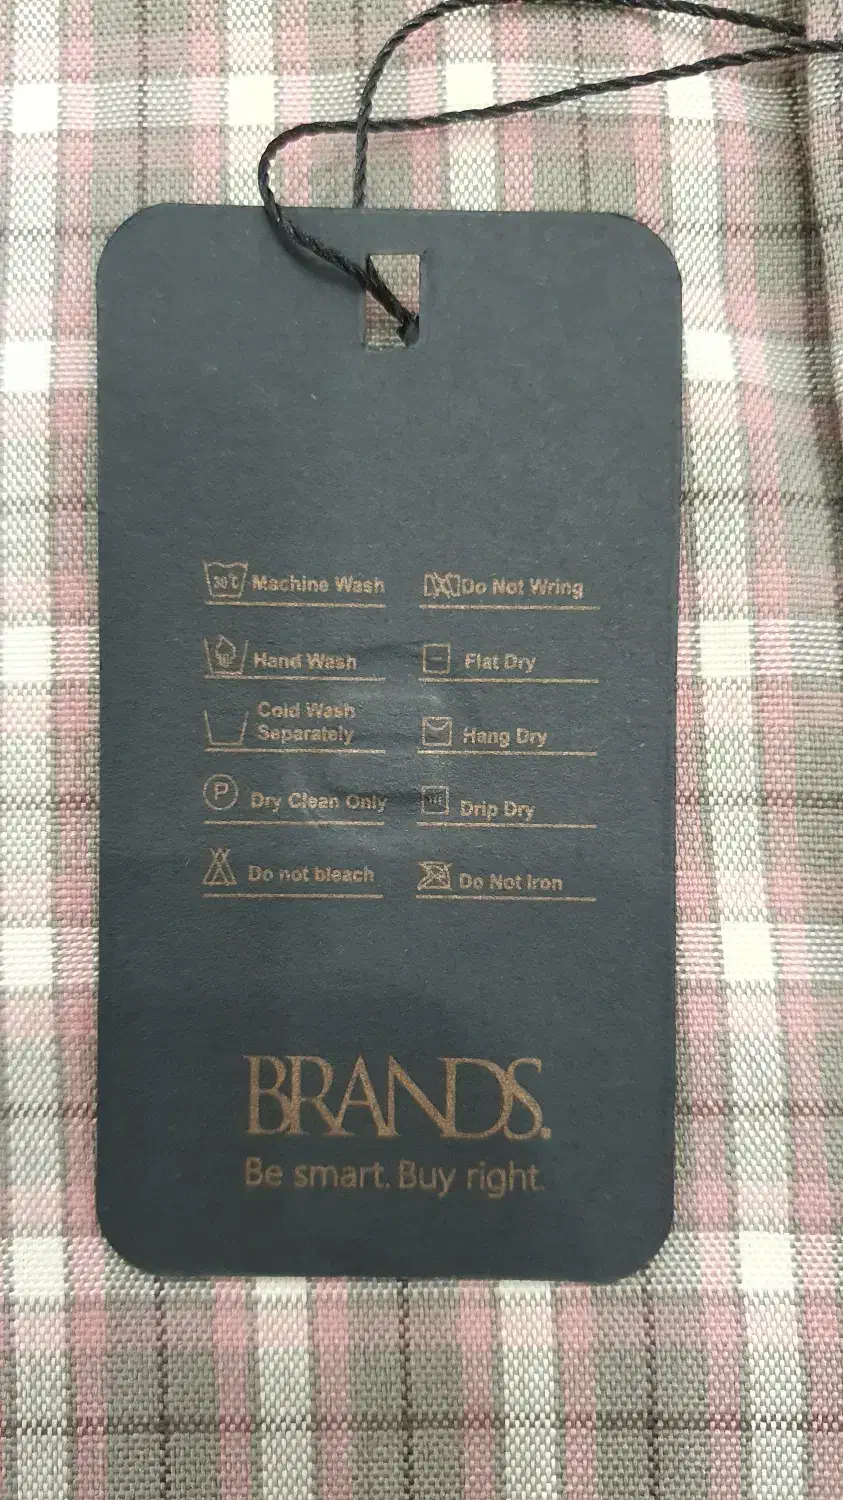 30°C Machine Wash
Hand Wash
Cold Wash
Separately
P Dry Clean Only
Do not bleach
Do Not Wring
Flat Dry
Hang Dry
Drip Dry
Do Not Iron
BRANDS.
Be smart. Buy right.